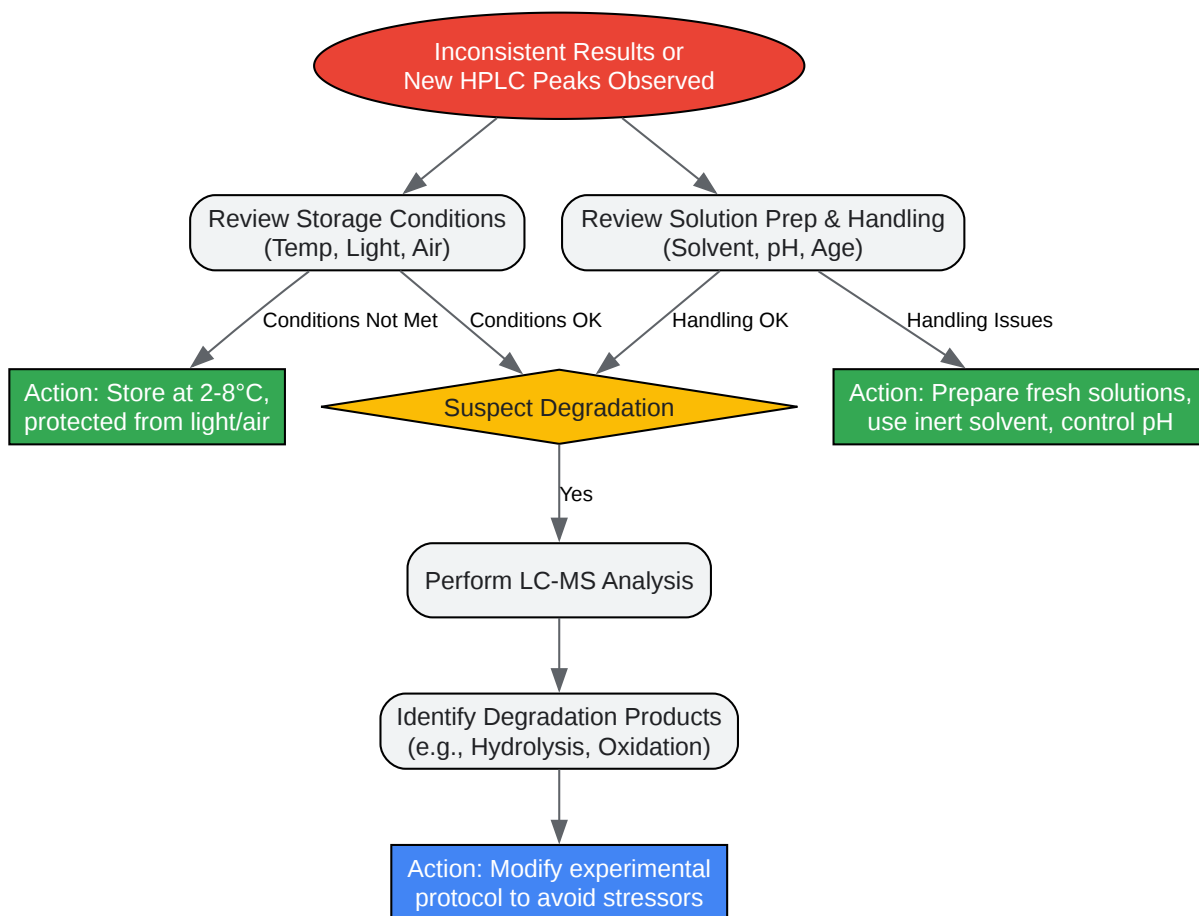 Inconsistent Results or
New HPLC Peaks Observed
Review Storage Conditions
(Temp, Light, Air)
Review Solution Prep & Handling
(Solvent, pH, Age)
Conditions Not Met
Conditions OK
Handling OK
Handling Issues
Action: Store at 2-8°C,
protected from light/air
Suspect Degradation
Action: Prepare fresh solutions,
use inert solvent, control pH
Yes
Perform LC-MS Analysis
Identify Degradation Products
(e.g., Hydrolysis, Oxidation)
Action: Modify experimental
protocol to avoid stressors